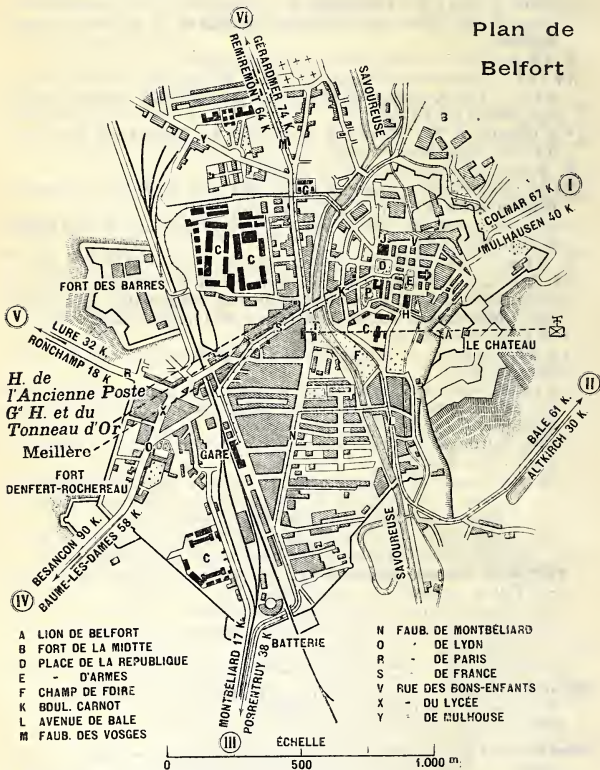 Plan de
Belfort
VI
GÉRARDMER 74 K.
REMIREMONT 64 K
M
SAVOUREUSE
B
I
COLMAR 67 K
MULHAUSEN 40 K.
G
C
C
J
Y
D
E
P
H
K
C
A
S
T
F
FORT DES BARRES
LE CHATEAU
V
LURE 32 K.
RONCHAMP 18 K
R
II
BALE 61 K.
ALTKIRCH 30 K.
H. de
l'Ancienne Poste
Gd H. et du
Tonneau d'Or
Meillère
X
O
GARE
N
FORT
DENFERT-ROCHEREAU
BESANCON 90 K.
BAUME-LES-DAMES 58 K.
IV
C
SAVOUREUSE
BATTERIE
MONTBÉLIARD 17 K
PORRENTRUY 38 K
III
A LION DE BELFORT
B FORT DE LA MIOTTE
D PLACE DE LA REPUBLIQUE
E - D'ARMES
F CHAMP DE FOIRE
K BOUL. CARNOT
L AVENUE DE BALE
M FAUB. DES VOSGES
N FAUB. DE MONTBÉLIARD
O - DE LYON
R - DE PARIS
S - DE FRANCE
V RUE DES BONS-ENFANTS
X - DU LYCÉE
Y - DE MULHOUSE
ÉCHELLE
0 500 1.000 m.